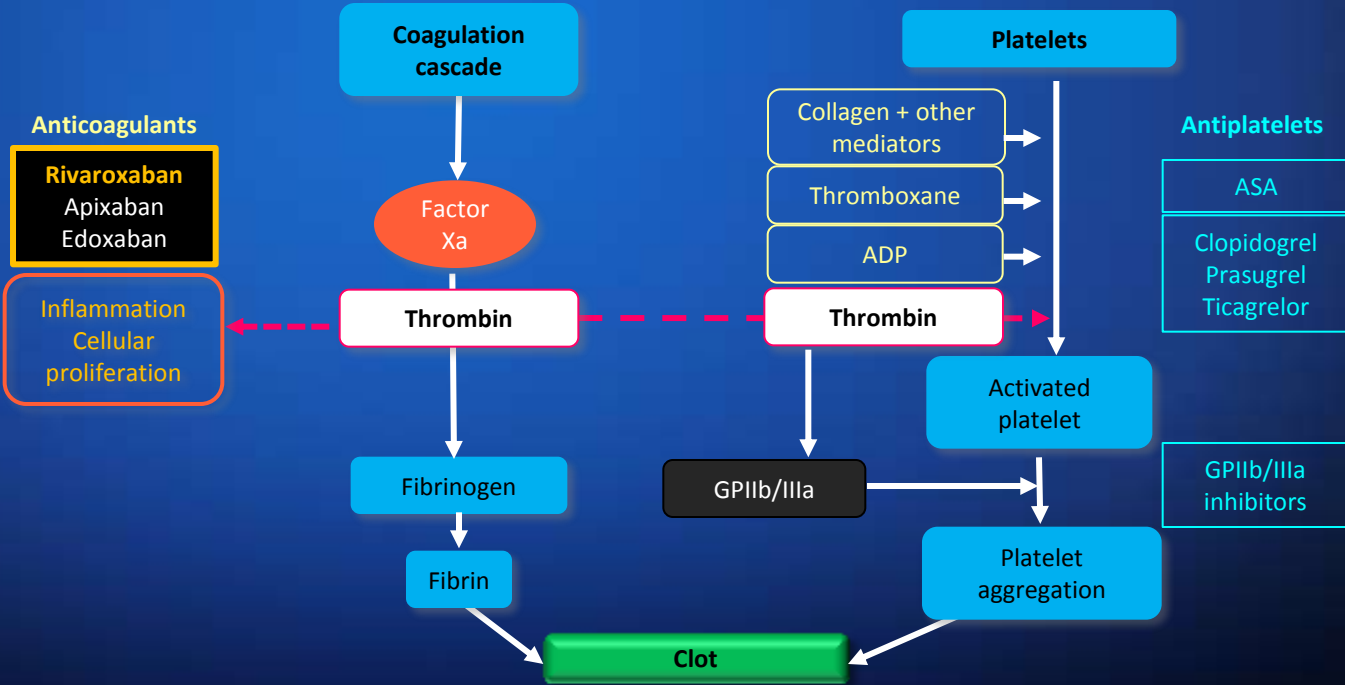 Coagulation
cascade
Platelets
Anticoagulants
Rivaroxaban
Apixaban
Edoxaban
Inflammation
Cellular
proliferation
Factor
Xa
Thrombin
Fibrinogen
Fibrin
Collagen + other
mediators
Thromboxane
ADP
Thrombin
GPIIb/IIIa
Activated
platelet
Platelet
aggregation
Antiplatelets
ASA
Clopidogrel
Prasugrel
Ticagrelor
GPIIb/IIIa
inhibitors
Clot